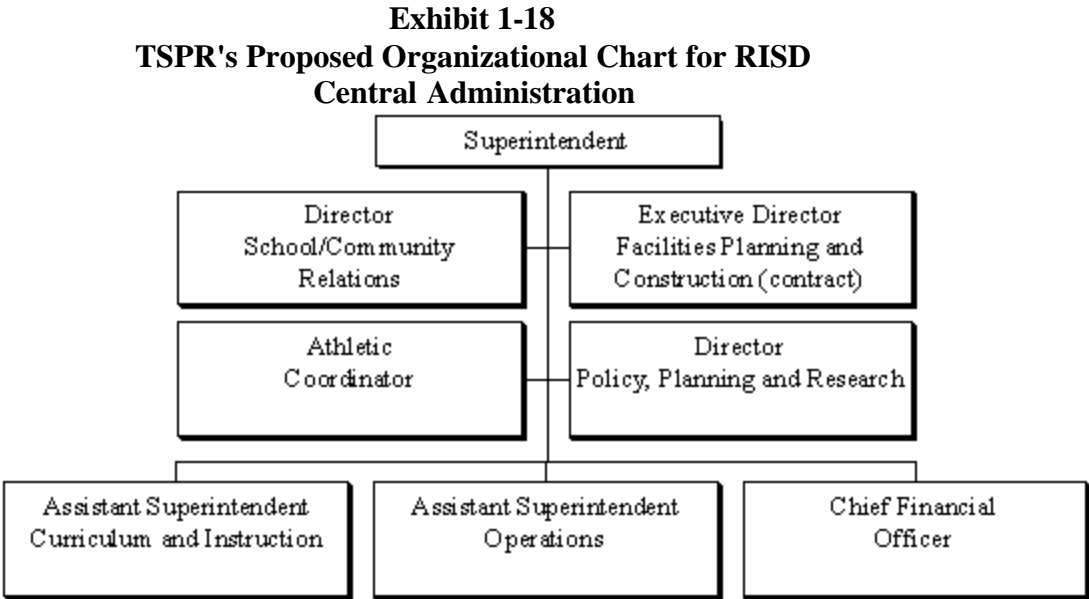 Exhibit 1-18
TSPR's Proposed Organizational Chart for RISD
Central Administration
Superintendent
Director
School/Community
Relations
Executive Director
Facilities Planning and
Construction (contract)
Athletic
Coordinator
Director
Policy, Planning and Research
Assistant Superintendent
Curriculum and Instruction
Assistant Superintendent
Operations
Chief Financial
Officer